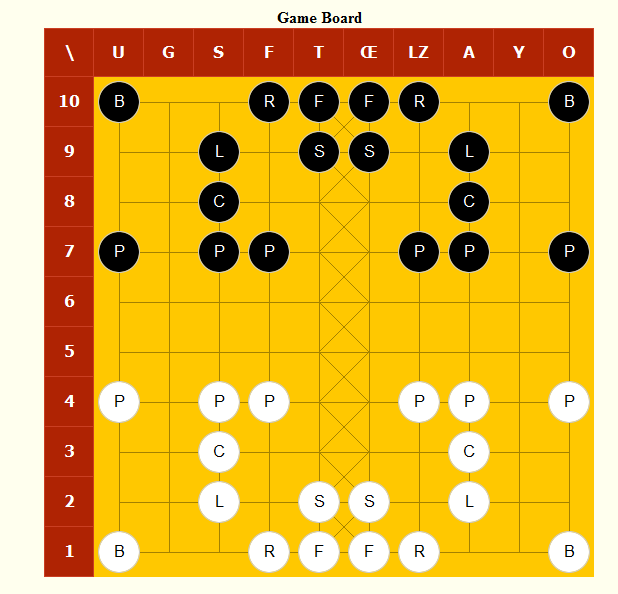 Game Board
\ U G S F T Œ LZ A Y O
10 B R F F R B
9 L S S L
8 C C
7 P P P P P P
6
5
4 P P P P P P
3 C C
2 L S S L
1 B R F F R B